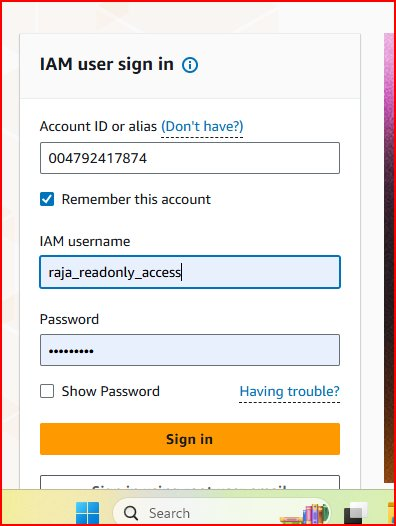 IAM user sign in
Account ID or alias (Don't have?)
004792417874
Remember this account
IAM username
raja_readonly_access
Password
•••••••••
Show Password
Having trouble?
Sign in
Search